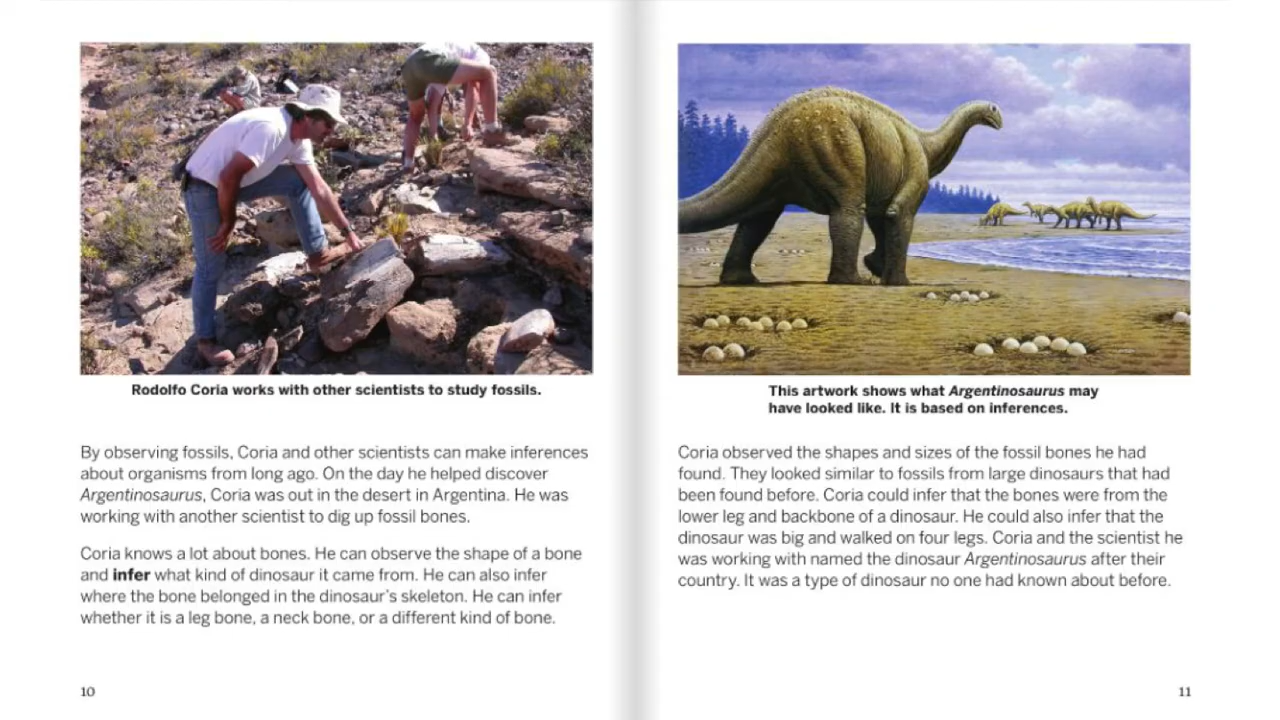 Rodolfo Coria works with other scientists to study fossils.
By observing fossils, Coria and other scientists can make inferences
about organisms from long ago. On the day he helped discover
Argentinosaurus, Coria was out in the desert in Argentina. He was
working with another scientist to dig up fossil bones.
Coria knows a lot about bones. He can observe the shape of a bone
and infer what kind of dinosaur it came from. He can also infer
where the bone belonged in the dinosaur’s skeleton. He can infer
whether it is a leg bone, a neck bone, or a different kind of bone.
10
This artwork shows what Argentinosaurus may
have looked like. It is based on inferences.
Coria observed the shapes and sizes of the fossil bones he had
found. They looked similar to fossils from large dinosaurs that had
been found before. Coria could infer that the bones were from the
lower leg and backbone of a dinosaur. He could also infer that the
dinosaur was big and walked on four legs. Coria and the scientist he
was working with named the dinosaur Argentinosaurus after their
country. It was a type of dinosaur no one had known about before.
11